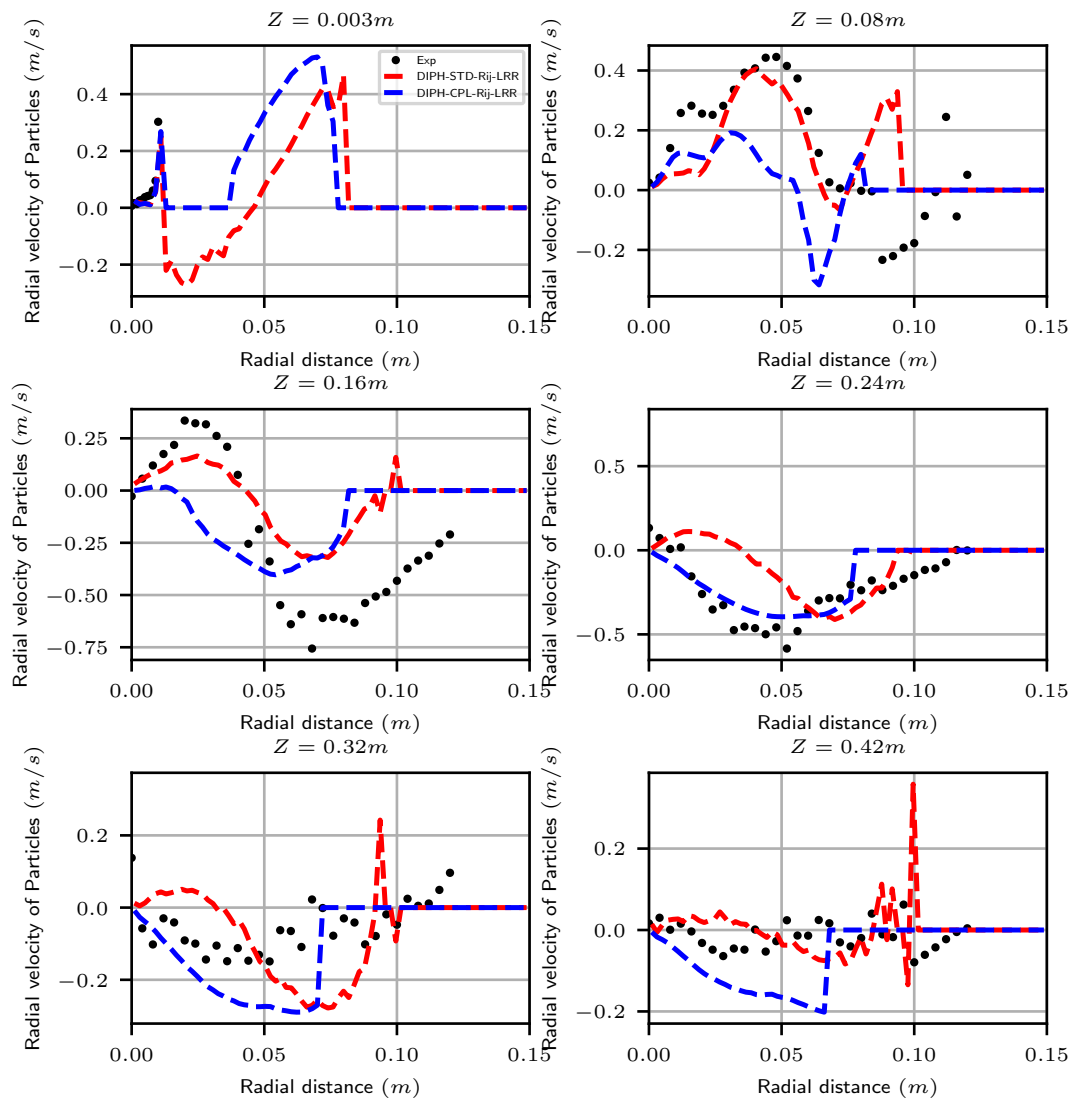 Z = 0.003m
Radial velocity of Particles (m/s)
0.4
0.2
0.0
−0.2
Exp
DIPH-STD-Rij-LRR
DIPH-CPL-Rij-LRR
0.00
0.05
0.10
0.15
Radial distance (m)
Z = 0.08m
Radial velocity of Particles (m/s)
0.4
0.2
0.0
−0.2
0.00
0.05
0.10
0.15
Radial distance (m)
Z = 0.16m
Radial velocity of Particles (m/s)
0.25
0.00
−0.25
−0.50
−0.75
0.00
0.05
0.10
0.15
Radial distance (m)
Z = 0.24m
Radial velocity of Particles (m/s)
0.5
0.0
−0.5
0.00
0.05
0.10
0.15
Radial distance (m)
Z = 0.32m
Radial velocity of Particles (m/s)
0.2
0.0
−0.2
0.00
0.05
0.10
0.15
Radial distance (m)
Z = 0.42m
Radial velocity of Particles (m/s)
0.2
0.0
−0.2
0.00
0.05
0.10
0.15
Radial distance (m)